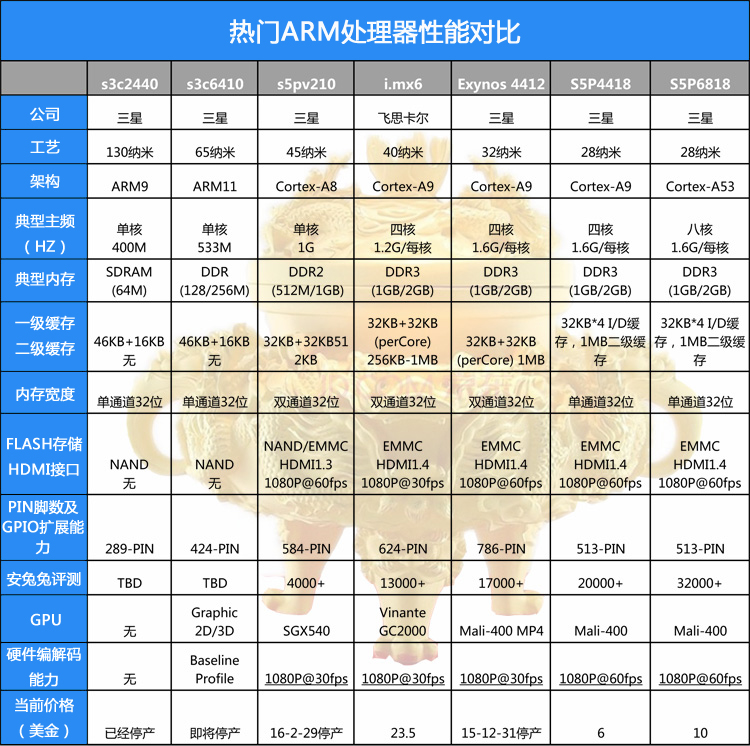 热门ARM处理器性能对比
s3c2440 s3c6410 s5pv210 i.mx6 Exynos 4412 S5P4418 S5P6818
公司 三星 三星 三星 飞思卡尔 三星 三星 三星
工艺 130纳米 65纳米 45纳米 40纳米 32纳米 28纳米 28纳米
架构 ARM9 ARM11 Cortex-A8 Cortex-A9 Cortex-A9 Cortex-A9 Cortex-A53
典型主频 单核 单核 单核 四核 四核 四核 八核
（HZ） 400M 533M 1G 1.2G/每核 1.6G/每核 1.6G/每核 1.6G/每核
典型内存 SDRAM DDR DDR2 DDR3 DDR3 DDR3 DDR3
(64M) (128/256M) (512M/1GB) (1GB/2GB) (1GB/2GB) (1GB/2GB) (1GB/2GB)
一级缓存 32KB+32KB 32KB*4 I/D缓 32KB*4 I/D缓
二级缓存 46KB+16KB 46KB+16KB 32KB+32KB51 (perCore) 32KB+32KB 存，1MB二级缓 存，1MB二级缓
无 无 2KB 256KB-1MB (perCore) 1MB 存 存
内存宽度 单通道32位 单通道32位 双通道32位 双通道32位 双通道32位 单通道32位 单通道32位
FLASH存储 NAND/EMMC EMMC EMMC EMMC EMMC
HDMI接口 NAND NAND HDMI1.3 HDMI1.4 HDMI1.4 HDMI1.4 HDMI1.4
无 无 1080P@60fps 1080P@30fps 1080P@60fps 1080P@60fps 1080P@60fps
PIN脚数及
GPIO扩展能
力 289-PIN 424-PIN 584-PIN 624-PIN 786-PIN 513-PIN 513-PIN
安兔兔评测 TBD TBD 4000+ 13000+ 17000+ 20000+ 32000+
GPU 无 Graphic SGX540 Vinante Mali-400 MP4 Mali-400 Mali-400
2D/3D GC2000
硬件编解码 Baseline
能力 无 Profile 1080P@30fps 1080P@30fps 1080P@30fps 1080P@60fps 1080P@60fps
当前价格
（美金） 已经停产 即将停产 16-2-29停产 23.5 15-12-31停产 6 10